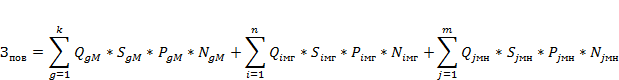 З_пов = ∑_{g=1}^{k} Q_{gM} * S_{gM} * P_{gM} * N_{gM} + ∑_{i=1}^{n} Q_{iмг} * S_{iмг} * P_{iмг} * N_{iмг} + ∑_{j=1}^{m} Q_{jмн} * S_{jмн} * P_{jмн} * N_{jмн}